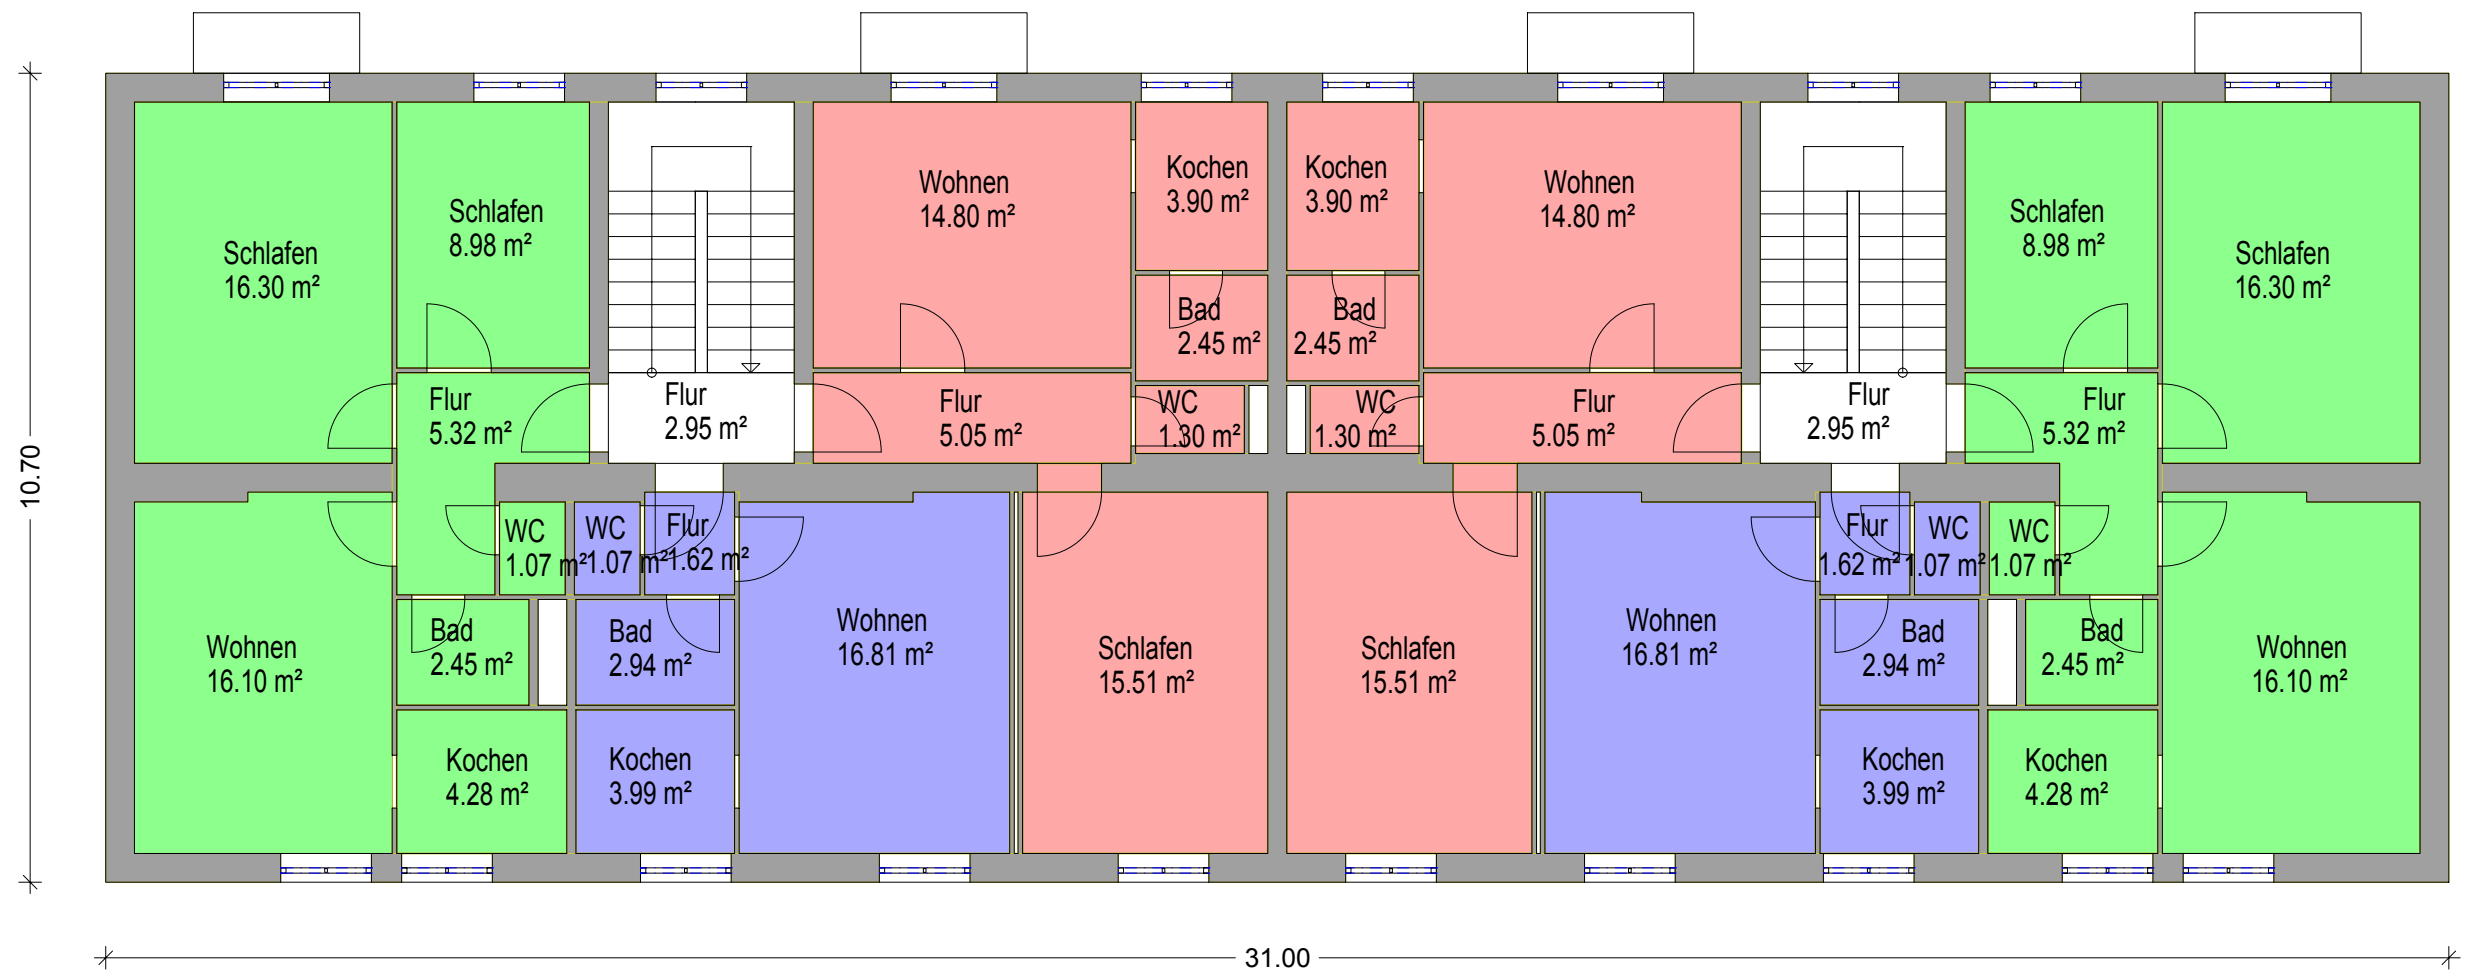 Schlafen
16.30 m²
Schlafen
8.98 m²
Wohnen
14.80 m²
Kochen
3.90 m²
Kochen
3.90 m²
Wohnen
14.80 m²
Schlafen
8.98 m²
Schlafen
16.30 m²
Bad
2.45 m²
Bad
2.45 m²
Flur
5.32 m²
Flur
2.95 m²
Flur
5.05 m²
WC
1.30 m²
WC
1.30 m²
Flur
5.05 m²
Flur
2.95 m²
Flur
5.32 m²
10.70
WC
1.07 m²
WC
1.07 m²
Flur
1.62 m²
Flur
1.62 m²
WC
1.07 m²
WC
1.07 m²
Wohnen
16.10 m²
Bad
2.45 m²
Bad
2.94 m²
Wohnen
16.81 m²
Schlafen
15.51 m²
Schlafen
15.51 m²
Wohnen
16.81 m²
Bad
2.94 m²
Bad
2.45 m²
Wohnen
16.10 m²
Kochen
4.28 m²
Kochen
3.99 m²
Kochen
3.99 m²
Kochen
4.28 m²
31.00